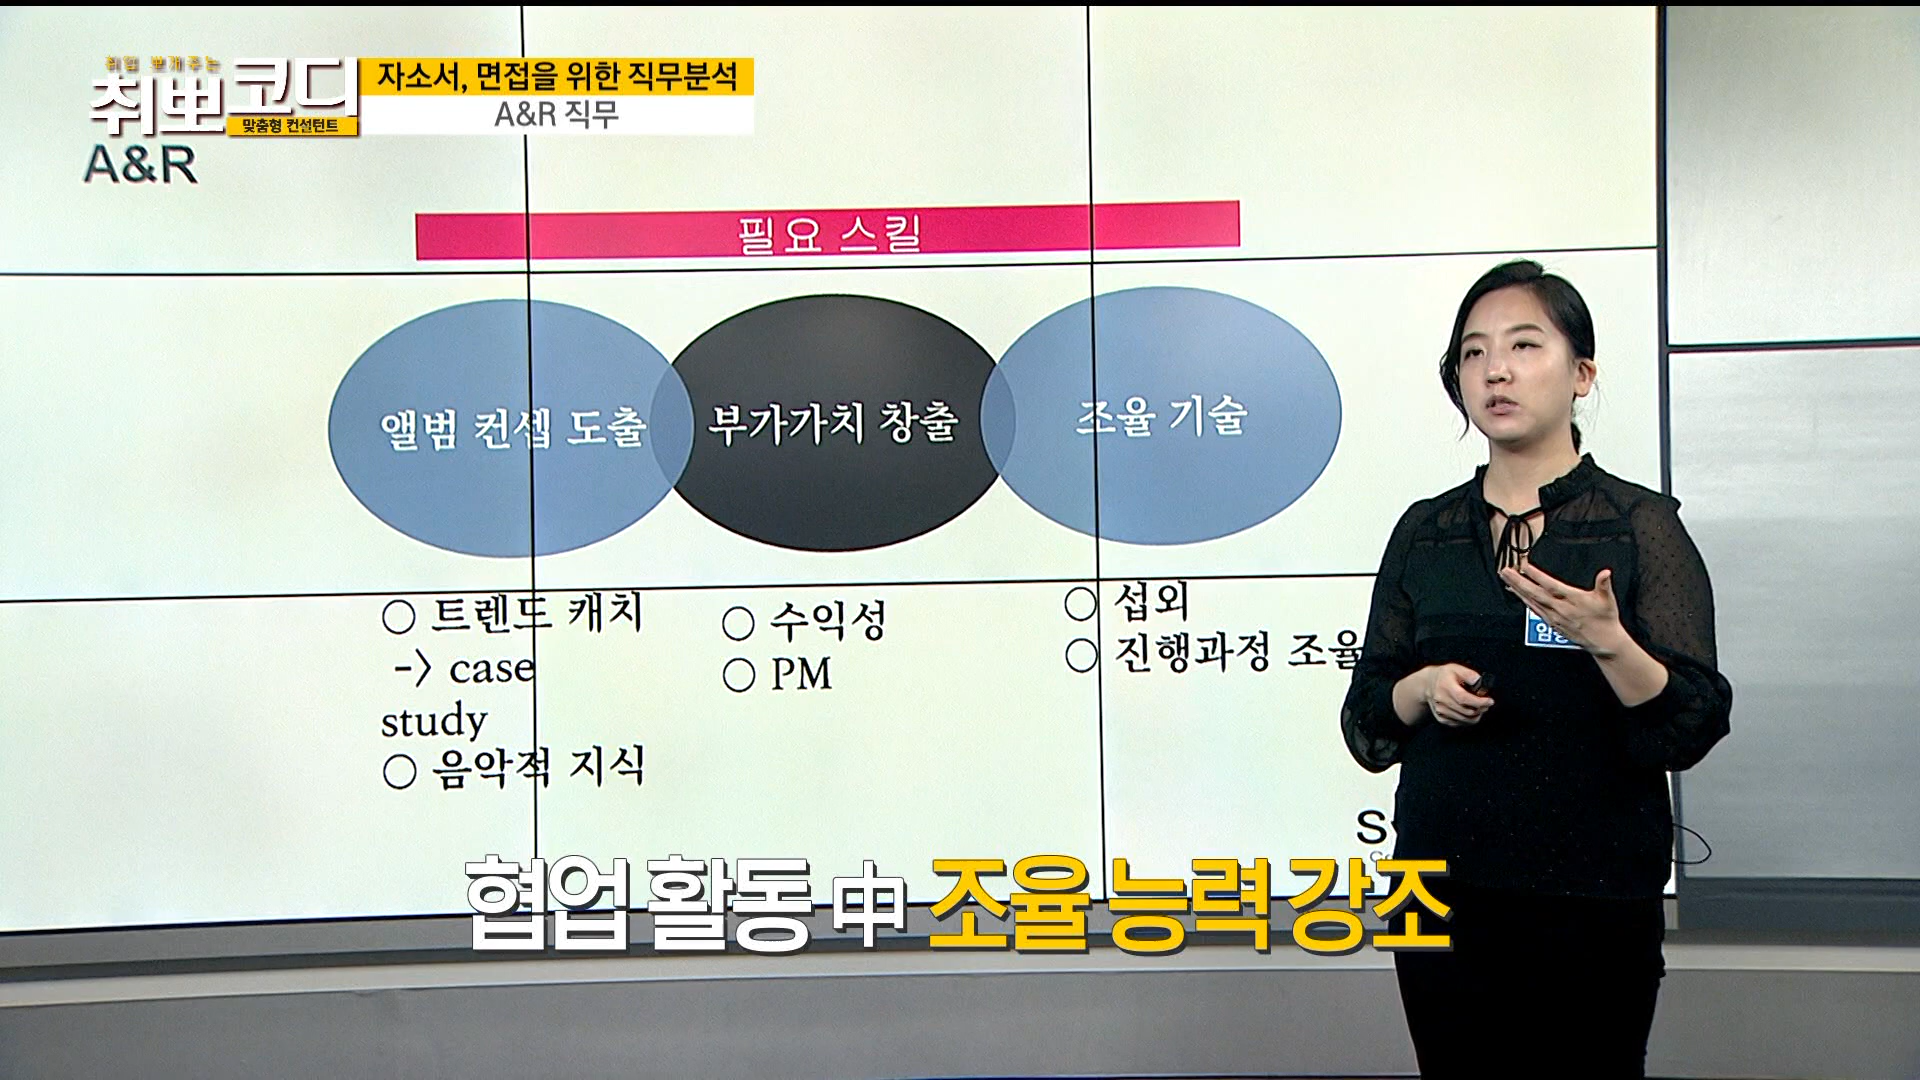 취업 뽀개주는
취뽀코디
맞춤형 컨설턴트
자소서, 면접을 위한 직무분석
A&R 직무
A&R
필요 스킬
앨범 컨셉 도출
부가가치 창출
조율 기술
○ 트렌드 캐치
-> case
study
○ 음악적 지식
○ 수익성
○ PM
○ 섭외
○ 진행과정 조율
협업 활동 中 조율 능력 강조